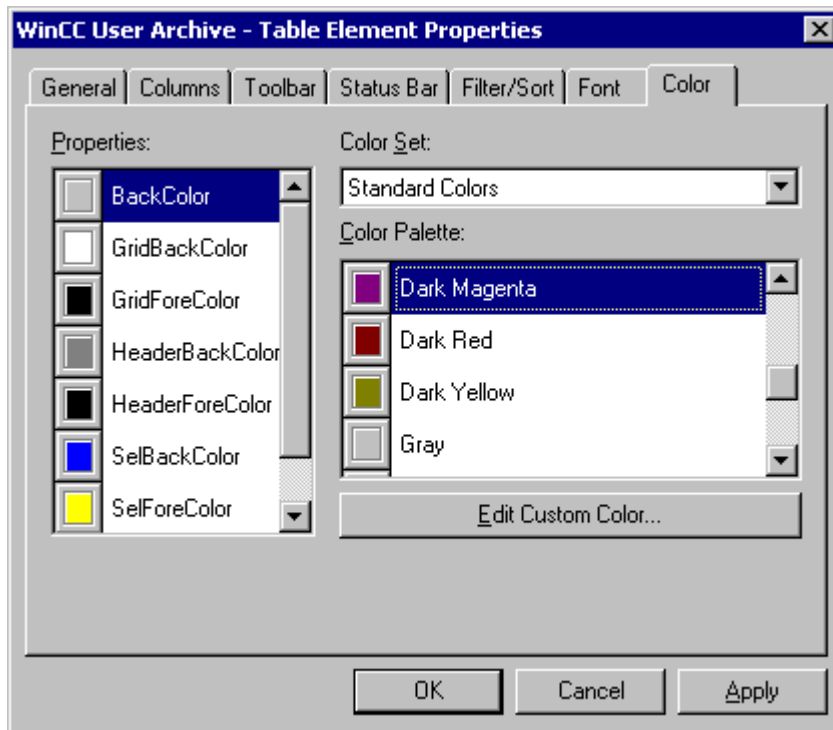 WinCC User Archive - Table Element Properties
General Columns Toolbar Status Bar Filter/Sort Font Color
Properties:
BackColor
GridBackColor
GridForeColor
HeaderBackColor
HeaderForeColor
SelBackColor
SelForeColor
Color Set:
Standard Colors
Color Palette:
Dark Magenta
Dark Red
Dark Yellow
Gray
Edit Custom Color...
OK Cancel Apply